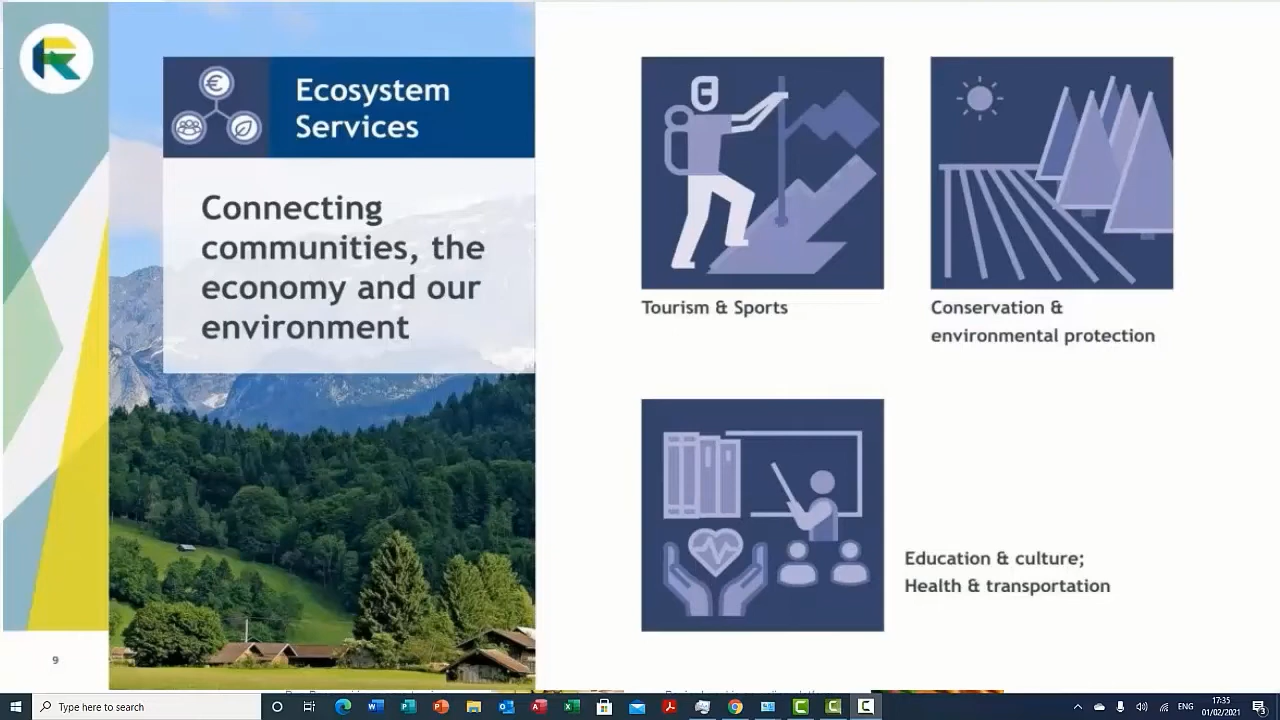 Ecosystem
Services
Connecting
communities, the
economy and our
environment
Tourism & Sports
Conservation &
environmental protection
Education & culture;
Health & transportation
9
Type here to search
ENG
17:35
01/02/2021